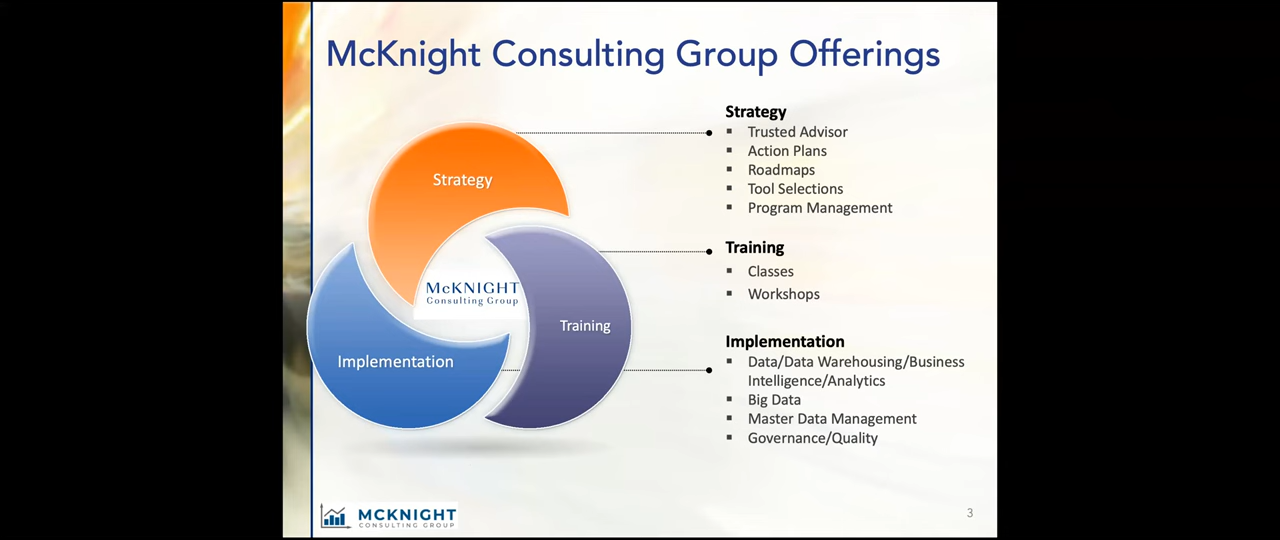 McKnight Consulting Group Offerings
Strategy
Training
Implementation
McKNIGHT
Consulting Group
Strategy
▪ Trusted Advisor
▪ Action Plans
▪ Roadmaps
▪ Tool Selections
▪ Program Management
Training
▪ Classes
▪ Workshops
Implementation
▪ Data/Data Warehousing/Business
Intelligence/Analytics
▪ Big Data
▪ Master Data Management
▪ Governance/Quality
MCKNIGHT
CONSULTING GROUP
3